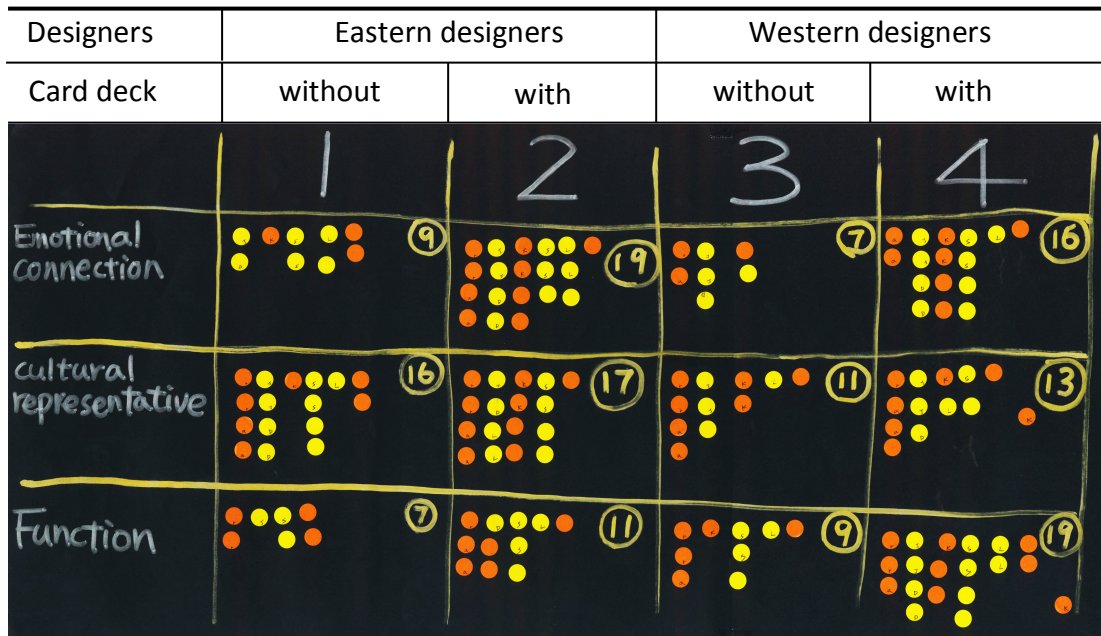 Designers Eastern designers Western designers
Card deck without with without with
1 2 3 4
Emotional connection 9 19 7 16
cultural representative 16 17 11 13
Function 7 11 9 19